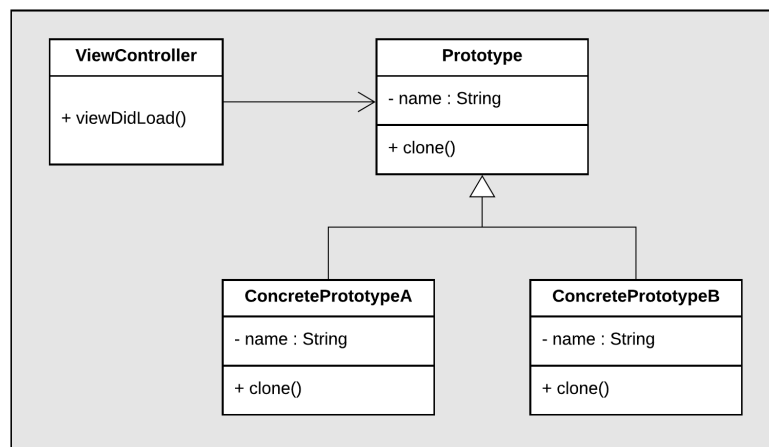 ViewController
+ viewDidLoad()
Prototype
- name : String
+ clone()
ConcretePrototypeA
- name : String
+ clone()
ConcretePrototypeB
- name : String
+ clone()